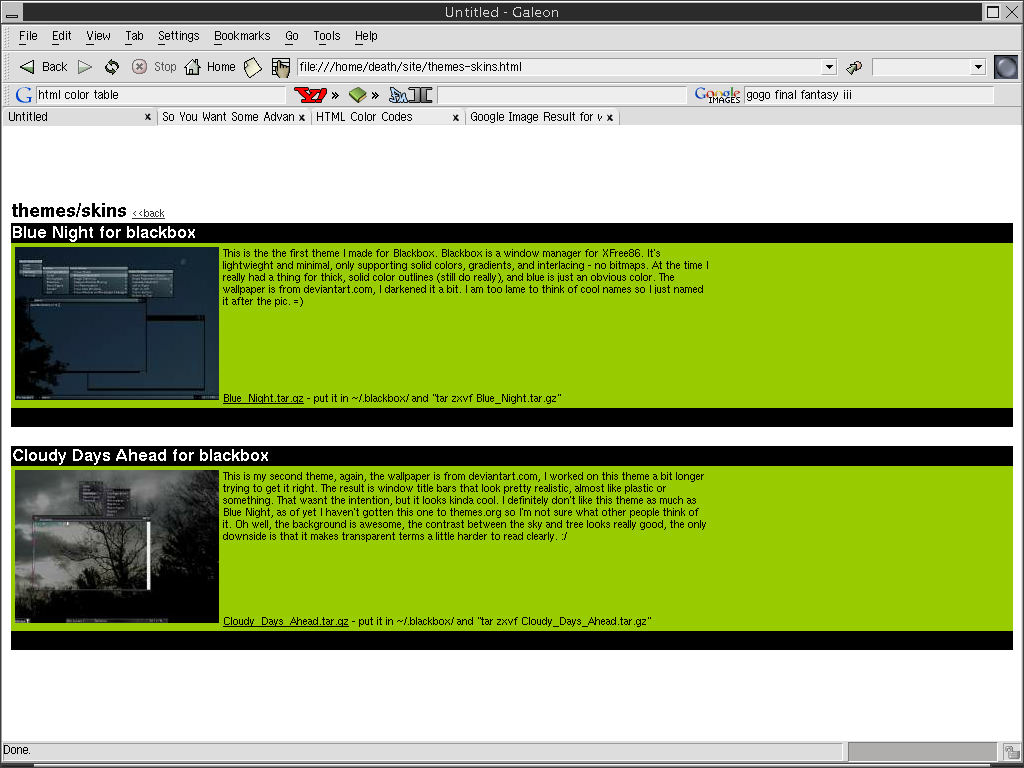 Untitled - Galeon
File Edit View Tab Settings Bookmarks Go Tools Help
Back Stop Home file:///home/death/site/themes-skins.html
G html color table Y! » » Google IMAGES gogo final fantasy iii
Untitled x So You Want Some Advan x HTML Color Codes x Google Image Result for x
themes/skins <<back
Blue Night for blackbox
This is the the first theme I made for Blackbox. Blackbox is a window manager for XFree86. It's
lightwieght and minimal, only supporting solid colors, gradients, and interlacing - no bitmaps. At the time I
really had a thing for thick, solid color outlines (still do really), and blue is just an obvious color. The
wallpaper is from deviantart.com, I darkened it a bit. I am too lame to think of cool names so I just named
it after the pic. =)
Blue_Night.tar.gz - put it in ~/.blackbox/ and "tar zxvf Blue_Night.tar.gz"
Cloudy Days Ahead for blackbox
This is my second theme, again, the wallpaper is from deviantart.com, I worked on this theme a bit longer
trying to get it right. The result is window title bars that look pretty realistic, almost like plastic or
something. That wasnt the intention, but it looks kinda cool. I definitely don't like this theme as much as
Blue Night, as of yet I haven't gotten this one to themes.org so I'm not sure what other people think of
it. Oh well, the background is awesome, the contrast between the sky and tree looks really good, the only
downside is that it makes transparent terms a little harder to read clearly. :/
Cloudy_Days_Ahead.tar.gz - put it in ~/.blackbox/ and "tar zxvf Cloudy_Days_Ahead.tar.gz"
Done.